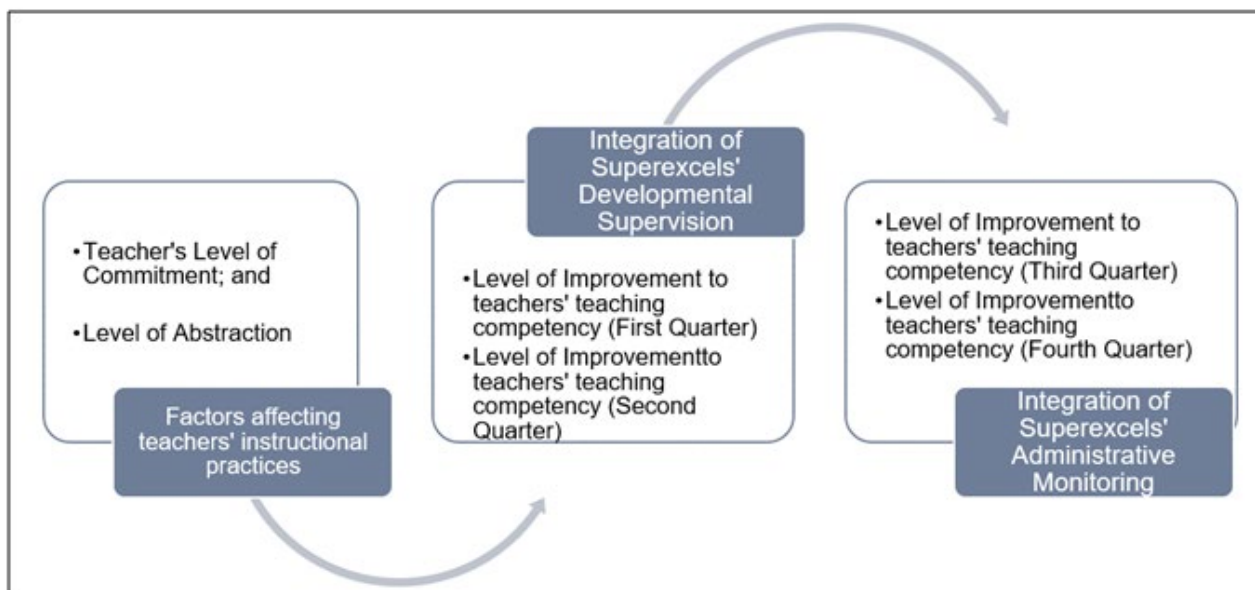 •Teacher's Level of
Commitment; and
•Level of Abstraction
Factors affecting
teachers' instructional
practices
Integration of
Superexcels'
Developmental
Supervision
•Level of Improvement to
teachers' teaching
competency (First Quarter)
•Level of Improvementto
teachers' teaching
competency (Second
Quarter)
•Level of Improvement to
teachers' teaching
competency (Third Quarter)
•Level of Improvementto
teachers' teaching
competency (Fourth Quarter)
Integration of
Superexcels'
Administrative
Monitoring